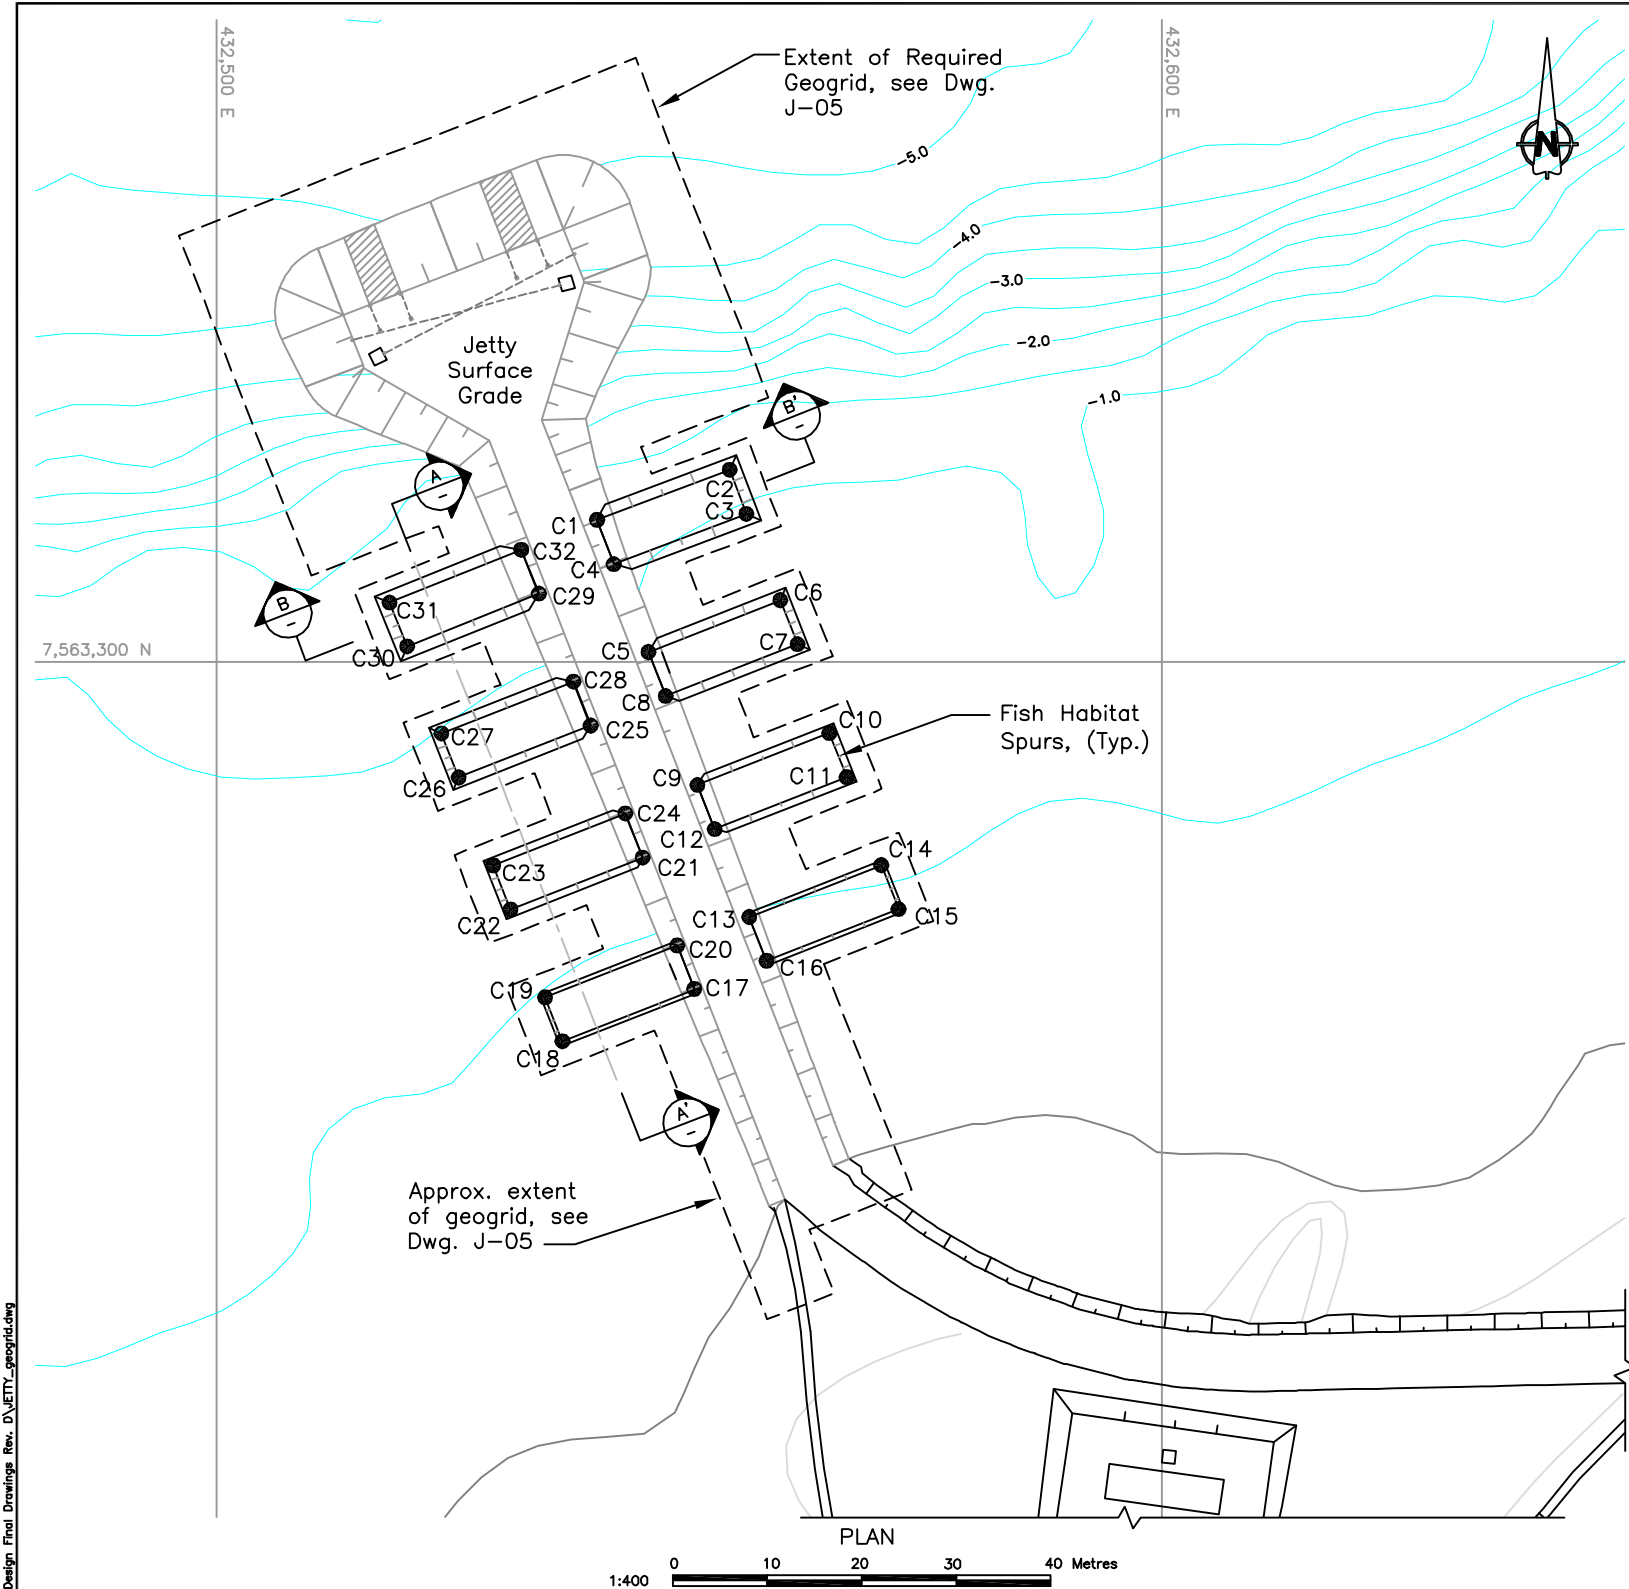 432,500 E
432,600 E
Extent of Required
Geogrid, see Dwg.
J-05
N
-5.0
-4.0
-3.0
-2.0
-1.0
Jetty
Surface
Grade
B'
-
A
-
C2
C3
C1
C32
C4
C29
C31
B
-
C30
7,563,300 N
C6
C7
C5
C28
C8
C27
C25
C26
Fish Habitat
Spurs, (Typ.)
C10
C9
C11
C24
C12
C23
C21
C22
C14
C13
C15
C20
C16
C19
C17
C18
A'
-
Approx. extent
of geogrid, see
Dwg. J-05
Design Final Drawings Rev. D\JETTY_geogrid.dwg
PLAN
0 10 20 30 40 Metres
1:400